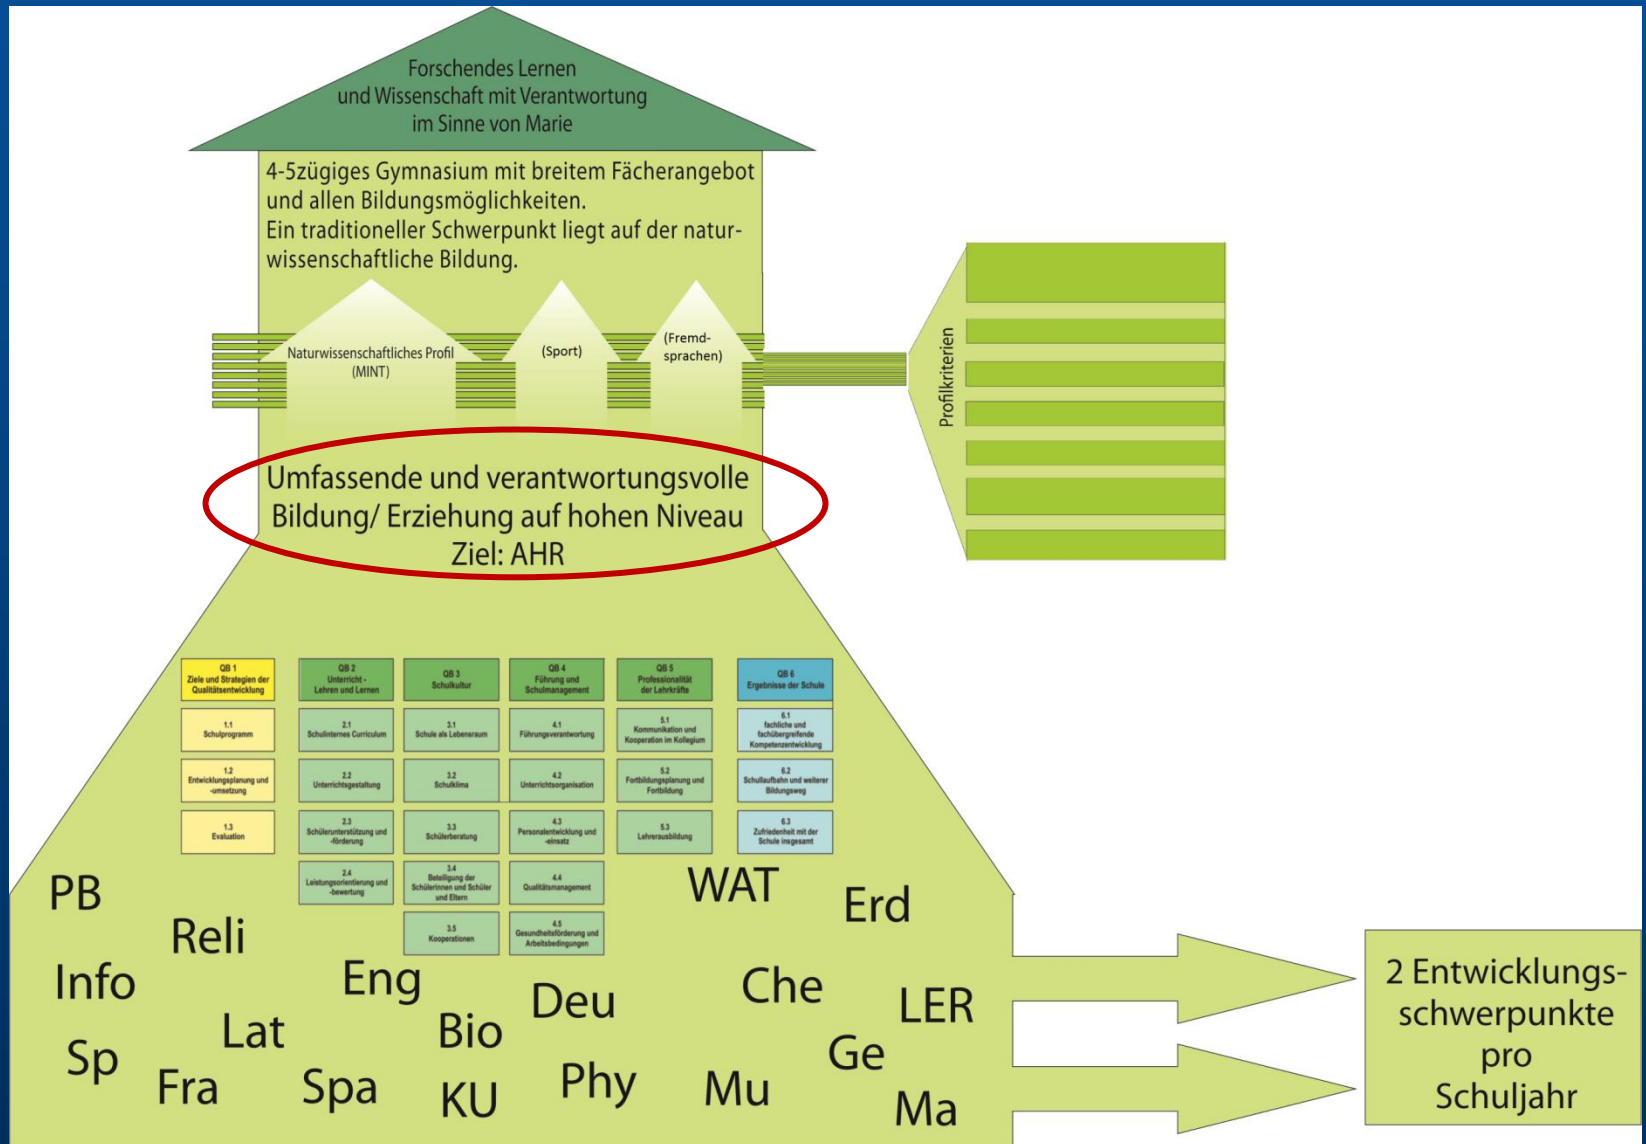 Forschendes Lernen
und Wissenschaft mit Verantwortung
im Sinne von Marie
4-5zügiges Gymnasium mit breitem Fächerangebot
und allen Bildungsmöglichkeiten.
Ein traditioneller Schwerpunkt liegt auf der natur-
wissenschaftliche Bildung.
Naturwissenschaftliches Profil
(MINT)
(Sport)
(Fremd-
sprachen)
Profilkriterien
Umfassende und verantwortungsvolle
Bildung/ Erziehung auf hohen Niveau
Ziel: AHR
QB 1
Ziele und Strategien der
Qualitätsentwicklung
1.1
Schulprogramm
1.2
Entwicklungsplanung und
-umsetzung
1.3
Evaluation
QB 2
Unterricht -
Lehren und Lernen
2.1
Schulinternes Curriculum
2.2
Unterrichtsgestaltung
2.3
Schülerunterstützung und
-förderung
2.4
Leistungsorientierung und
-bewertung
QB 3
Schulkultur
3.1
Schule als Lebensraum
3.2
Schulklima
3.3
Schülerberatung
3.4
Beteiligung der
Schülerinnen und Schüler
und Eltern
3.5
Kooperationen
QB 4
Führung und
Schulmanagement
4.1
Führungsverantwortung
4.2
Unterrichtsorganisation
4.3
Personalentwicklung und
-einsatz
4.4
Qualitätsmanagement
4.5
Gesundheitsförderung und
Arbeitsbedingungen
QB 5
Professionalität
der Lehrkräfte
5.1
Kommunikation und
Kooperation im Kollegium
5.2
Fortbildungsplanung und
Fortbildung
5.3
Lehrerausbildung
QB 6
Ergebnisse der Schule
6.1
fachliche und
fachübergreifende
Kompetenzentwicklung
6.2
Schullaufbahn und weiterer
Bildungsweg
6.3
Zufriedenheit mit der
Schule insgesamt
PB
WAT
Erd
Reli
Info
Eng
Deu
Che
LER
Lat
Bio
Sp
Ge
Fra
Spa
KU
Phy
Mu
Ma
2 Entwicklungs-
schwerpunkte
pro
Schuljahr